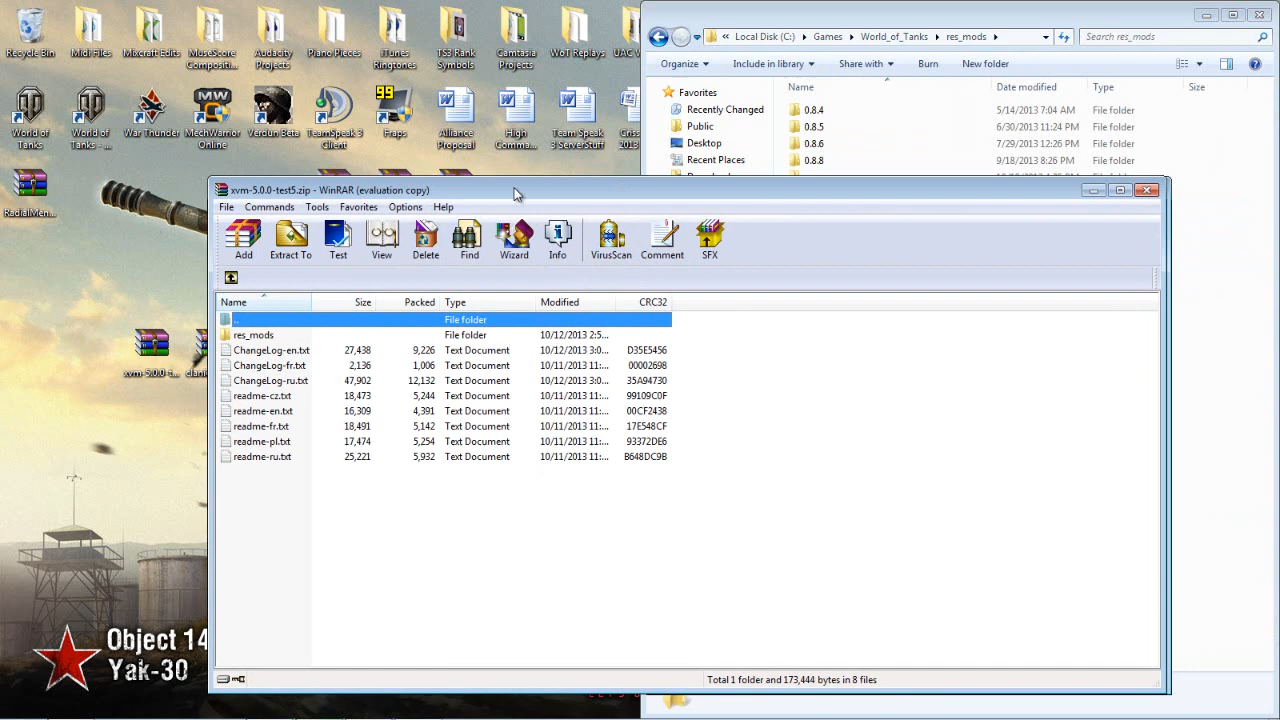 Recycle Bin
Midi Files
Mixcraft Edits
MuseScore Compositi...
Audacity Projects
Piano Pieces
iTunes Ringtones
TS3 Rank Symbols
Camtasia Projects
WoT Replays
World of Tanks
World of Tanks - ...
War Thunder
MechWarrior Online
Verdun Beta
TeamSpeak 3 Client
Fraps
Alliance Proposal
High Comma...
Team Speak 3 ServerStuff
RadialMen...
xvm-5.0.0-t...
Object 14
Yak-30
Local Disk (C:) Games World_of_Tanks res_mods
Search res_mods
Organize Include in library Share with Burn New folder
Favorites
Recently Changed
Public
Desktop
Recent Places
Name Date modified Type Size
0.8.4 5/14/2013 7:04 AM File folder
0.8.5 6/30/2013 11:24 PM File folder
0.8.6 7/29/2013 12:26 PM File folder
0.8.8 9/18/2013 8:26 PM File folder
xvm-5.0.0-test5.zip - WinRAR (evaluation copy)
File Commands Tools Favorites Options Help
Add Extract To Test View Delete Find Wizard Info VirusScan Comment SFX
Name Size Packed Type Modified CRC32
.. File folder
res_mods File folder 10/12/2013 2:5...
ChangeLog-en.txt 27,438 9,226 Text Document 10/12/2013 3:0... D35E5456
ChangeLog-fr.txt 2,136 1,006 Text Document 10/11/2013 11:... 00002698
ChangeLog-ru.txt 47,902 12,132 Text Document 10/12/2013 3:0... 35A94730
readme-cz.txt 18,473 5,244 Text Document 10/11/2013 11:... 99109C0F
readme-en.txt 16,309 4,391 Text Document 10/11/2013 11:... 00CF2438
readme-fr.txt 18,491 5,142 Text Document 10/11/2013 11:... 17E548CF
readme-pl.txt 17,474 5,254 Text Document 10/11/2013 11:... 93372DE6
readme-ru.txt 25,221 5,932 Text Document 10/11/2013 11:... B648DC9B
Total 1 folder and 173,444 bytes in 8 files